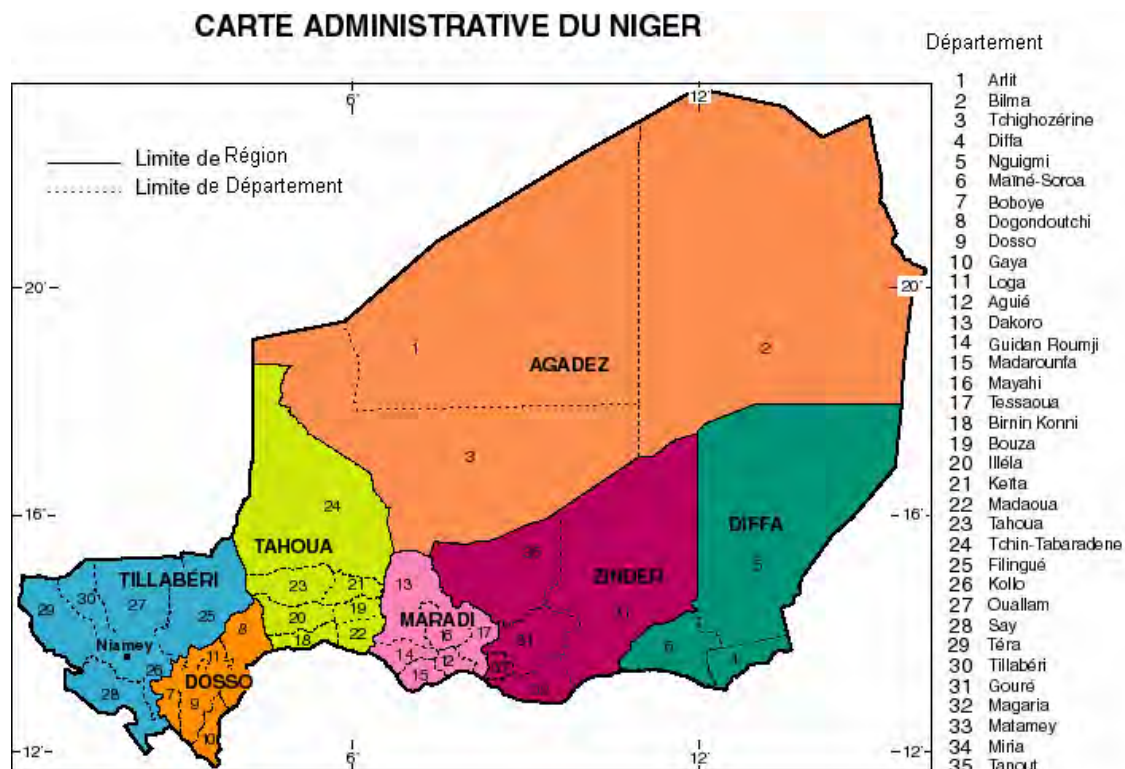 CARTE ADMINISTRATIVE DU NIGER
Département
6'
12'
Limite de Région
Limite de Département
20'
20'
16'
16'
12'
12'
6'
12'
1
2
AGADEZ
3
24
TAHOUA
23
21
19
20
18
22
DIFFA
5
6
4
ZINDER
35
31
TILLABÉRI
29
30
27
25
Niamey
26
28
8
11
DOSSO
7
9
10
13
MARADI
16
17
14
12
15
1 Arlit
2 Bilma
3 Tchighozérine
4 Diffa
5 Nguigmi
6 Maïné-Soroa
7 Boboye
8 Dogondoutchi
9 Dosso
10 Gaya
11 Loga
12 Aguié
13 Dakoro
14 Guidan Roumji
15 Madarounfa
16 Mayahi
17 Tessaoua
18 Birnin Konni
19 Bouza
20 Illéla
21 Keïta
22 Madaoua
23 Tahoua
24 Tchin-Tabaradene
25 Filingué
26 Kollo
27 Ouallam
28 Say
29 Téra
30 Tillabéri
31 Gouré
32 Magaria
33 Matamey
34 Miria
35 Tanout